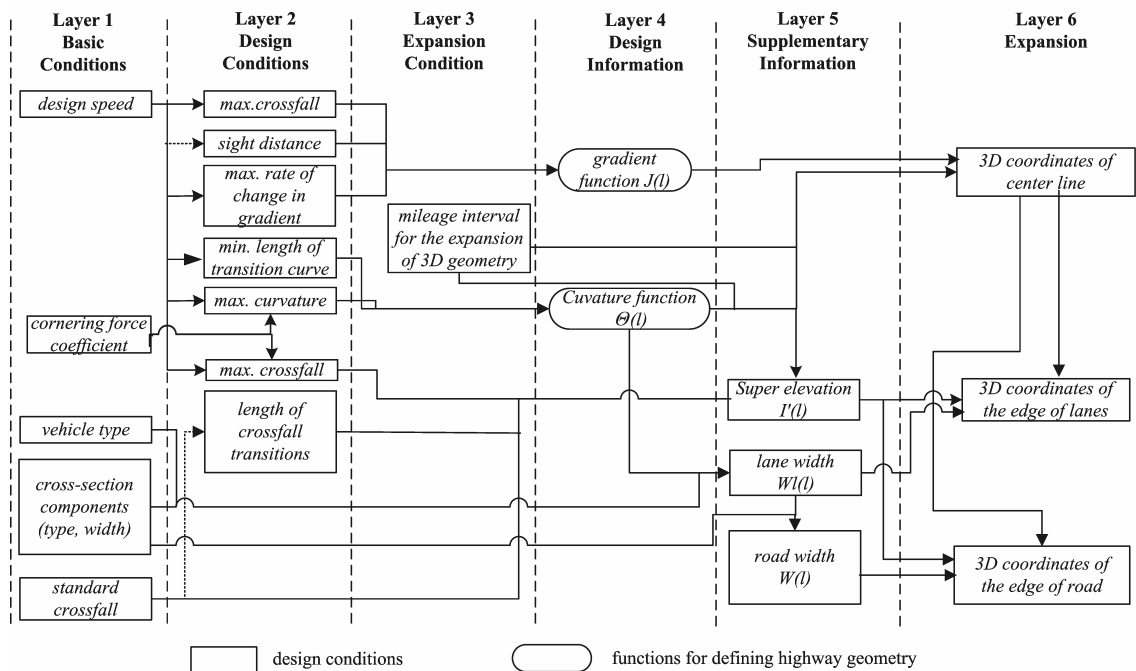 Layer 1
Basic
Conditions
Layer 2
Design
Conditions
Layer 3
Expansion
Condition
Layer 4
Design
Information
Layer 5
Supplementary
Information
Layer 6
Expansion
design speed
cornering force
coefficient
vehicle type
cross-section
components
(type, width)
standard
crossfall
max.crossfall
sight distance
max. rate of
change in
gradient
min. length of
transition curve
max. curvature
max. crossfall
length of
crossfall
transitions
mileage interval
for the expansion
of 3D geometry
gradient
function J(l)
Cuvature function
Θ(l)
Super elevation
I'(l)
lane width
Wl(l)
road width
W(l)
3D coordinates of
center line
3D coordinates of
the edge of lanes
3D coordinates of
the edge of road
design conditions
functions for defining highway geometry